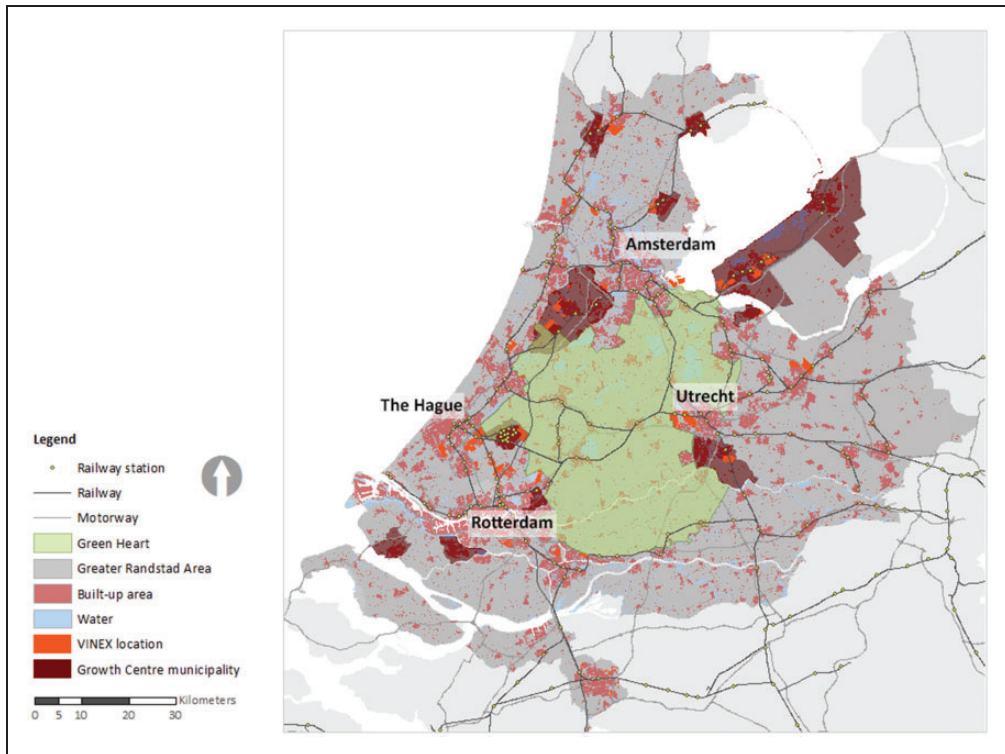 Amsterdam
Utrecht
The Hague
Rotterdam
Legend
Railway station
Railway
Motorway
Green Heart
Greater Randstad Area
Built-up area
Water
VINEX location
Growth Centre municipality
Kilometers
0 5 10 20 30